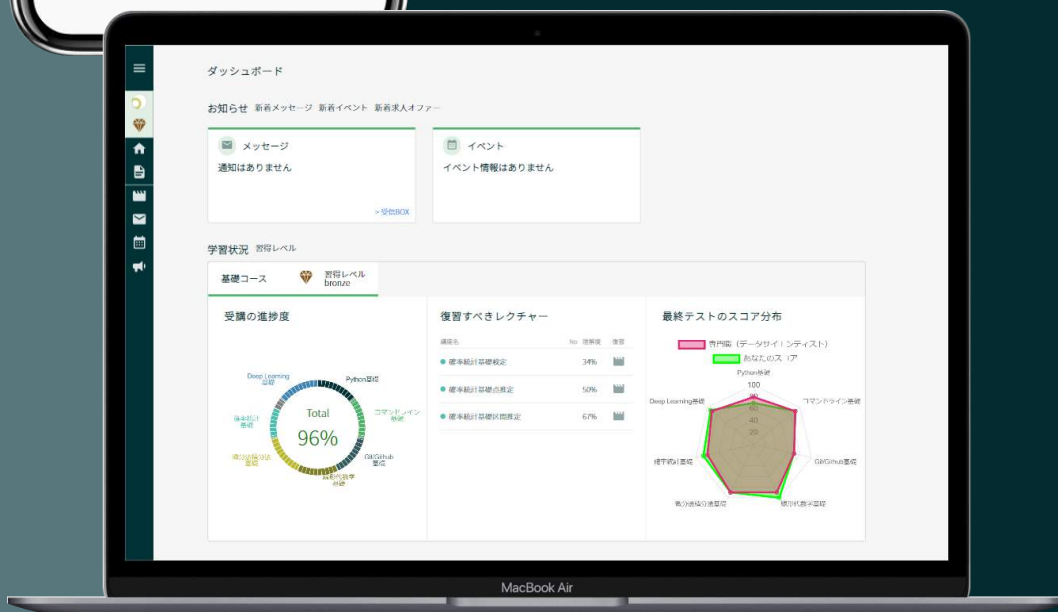 ダッシュボード
お知らせ 新着メッセージ 新着イベント 新着求人オファー
メッセージ
通知はありません
>受信BOX
イベント
イベント情報はありません
学習状況 習得レベル
基礎コース
習得レベル
bronze
受講の進捗度
Deep Learning
基礎
Python基礎
コマンドライン
基礎
Git/Github
基礎
線形代数学
基礎
微分法積分法
基礎
確率統計
基礎
Total
96%
復習すべきレクチャー
講座名 No 理解度 復習
確率統計基礎検定 34%
確率統計基礎点推定 50%
確率統計基礎区間推定 67%
最終テストのスコア分布
専門圏（データサイエンティスト）
あなたのスコア
Python基礎
100
80
60
40
20
コマンドライン基礎
Git/Github基礎
線形代数学基礎
微分法積分法基礎
確率統計基礎
Deep Learning基礎
MacBook Air